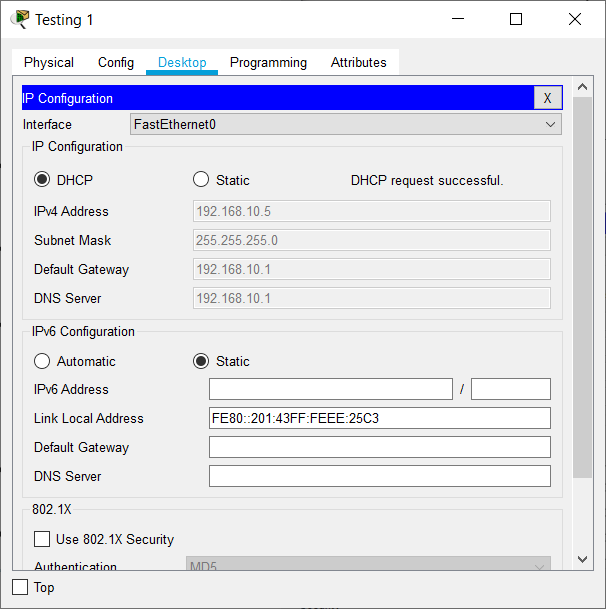 Testing 1
Physical Config Desktop Programming Attributes
IP Configuration X
Interface FastEthernet0
IP Configuration
DHCP Static DHCP request successful.
IPv4 Address 192.168.10.5
Subnet Mask 255.255.255.0
Default Gateway 192.168.10.1
DNS Server 192.168.10.1
IPv6 Configuration
Automatic Static
IPv6 Address /
Link Local Address FE80::201:43FF:FEEE:25C3
Default Gateway
DNS Server
802.1X
Use 802.1X Security
Authentication MD5
Top